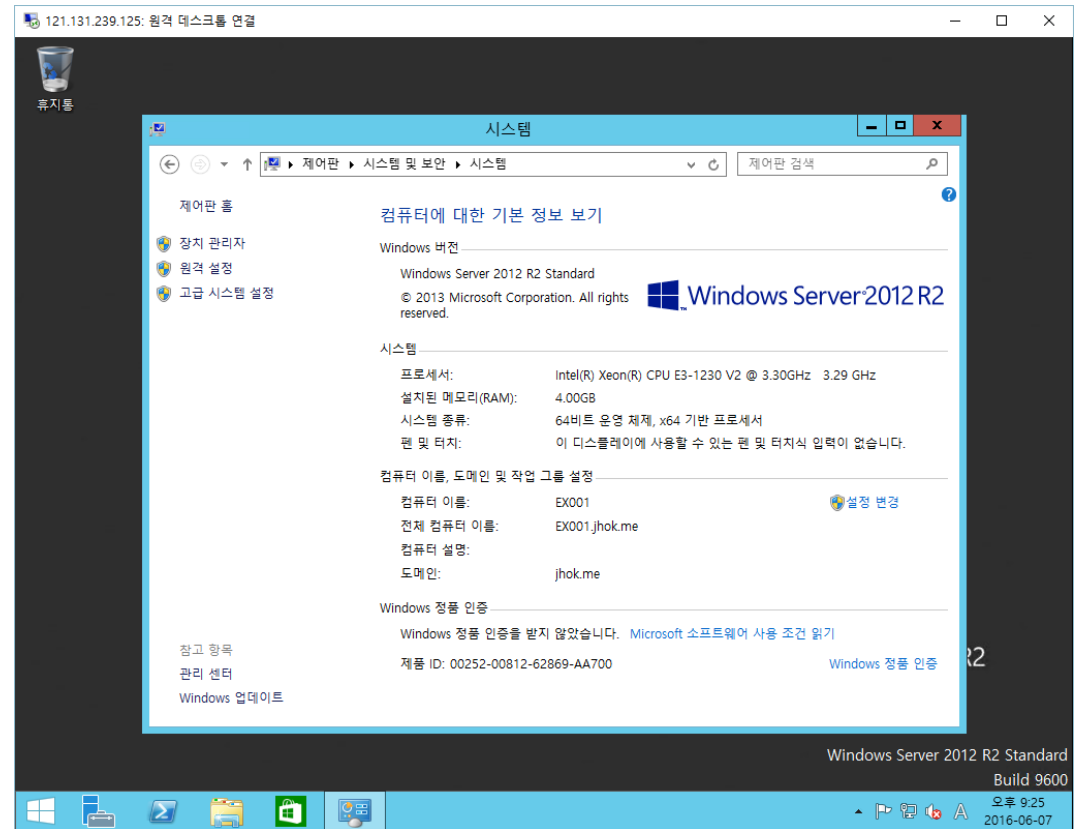 121.131.239.125: 원격 데스크톱 연결
휴지통
시스템
제어판 시스템 및 보안 시스템
제어판 검색
제어판 홈
장치 관리자
원격 설정
고급 시스템 설정
참고 항목
관리 센터
Windows 업데이트
컴퓨터에 대한 기본 정보 보기
Windows 버전
Windows Server 2012 R2 Standard
© 2013 Microsoft Corporation. All rights
reserved.
Windows Server 2012 R2
시스템
프로세서: Intel(R) Xeon(R) CPU E3-1230 V2 @ 3.30GHz 3.29 GHz
설치된 메모리(RAM): 4.00GB
시스템 종류: 64비트 운영 체제, x64 기반 프로세서
펜 및 터치: 이 디스플레이에 사용할 수 있는 펜 및 터치식 입력이 없습니다.
컴퓨터 이름, 도메인 및 작업 그룹 설정
컴퓨터 이름: EX001 설정 변경
전체 컴퓨터 이름: EX001.jhok.me
컴퓨터 설명:
도메인: jhok.me
Windows 정품 인증
Windows 정품 인증을 받지 않았습니다. Microsoft 소프트웨어 사용 조건 읽기
제품 ID: 00252-00812-62869-AA700 Windows 정품 인증
R2
Windows Server 2012 R2 Standard
Build 9600
A
오후 9:25
2016-06-07